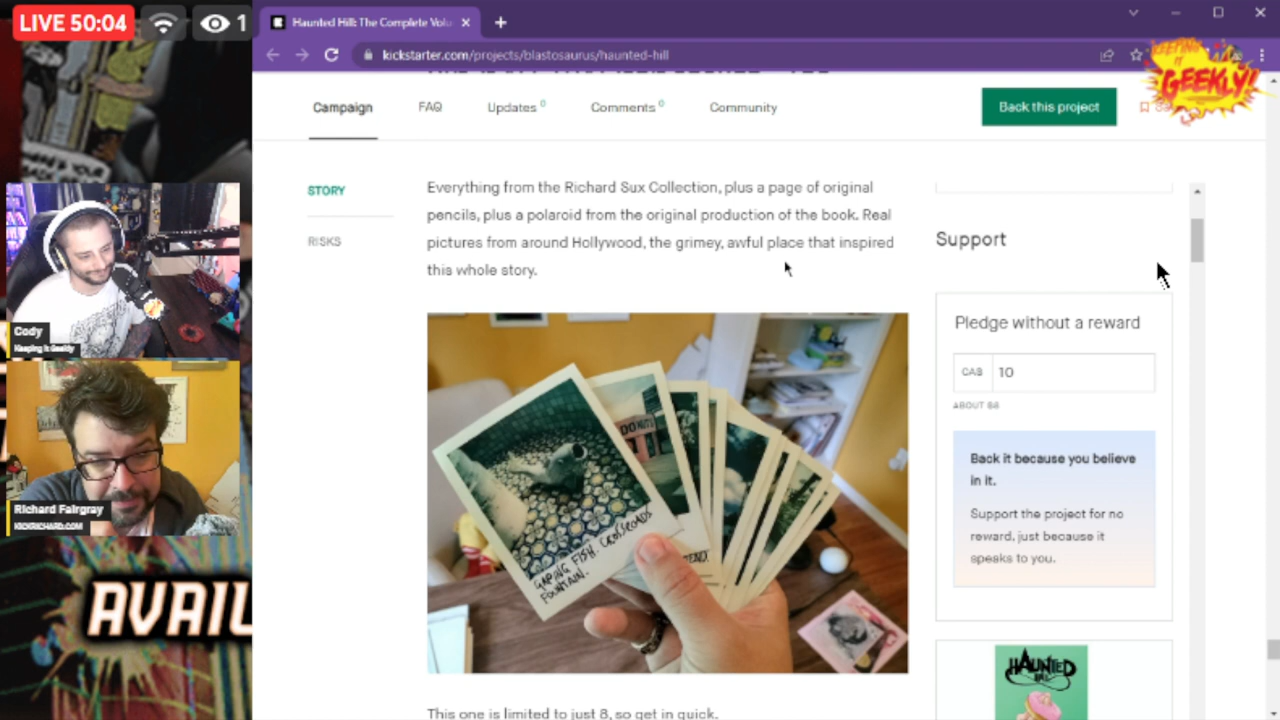 LIVE 50:04
1
Haunted Hill: The Complete Volu
kickstarter.com/projects/blastosaurus/haunted-hill
KEEPING IT GEEKLY!
Campaign
FAQ
Updates 0
Comments 0
Community
Back this project
STORY
RISKS
Everything from the Richard Sux Collection, plus a page of original
pencils, plus a polaroid from the original production of the book. Real
pictures from around Hollywood, the grimey, awful place that inspired
this whole story.
DONUTS
GAPING FISH. CROSSROADS
FOUNTAIN.
This one is limited to just 8, so get in quick.
Support
Pledge without a reward
CA$
10
ABOUT $8
Back it because you believe
in it.
Support the project for no
reward, just because it
speaks to you.
HAUNTED
Cody
Keeping It Geekly
Richard Fairgray
KICKRICHARD.COM
AVAIL